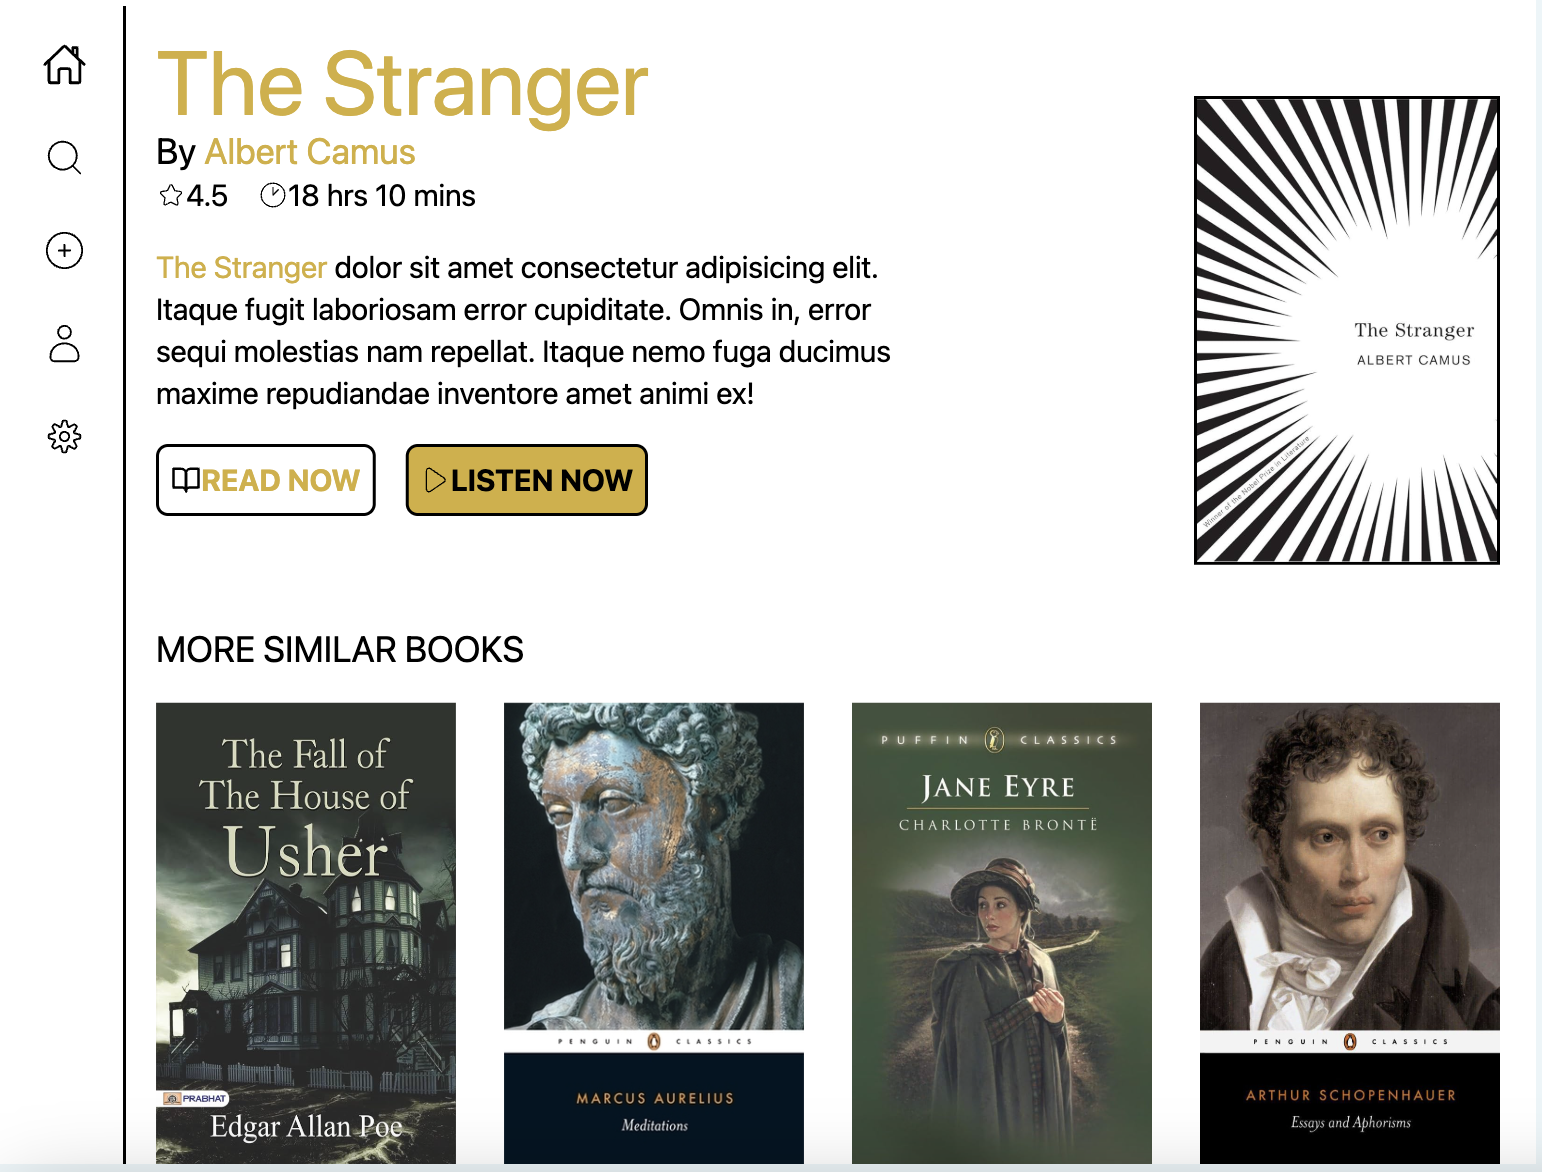 The Stranger
By Albert Camus
4.5 18 hrs 10 mins
The Stranger dolor sit amet consectetur adipisicing elit.
Itaque fugit laboriosam error cupiditate. Omnis in, error
sequi molestias nam repellat. Itaque nemo fuga ducimus
maxime repudiandae inventore amet animi ex!
READ NOW
LISTEN NOW
The Stranger
ALBERT CAMUS
Winner of the Nobel Prize in Literature
MORE SIMILAR BOOKS
The Fall of
The House of
Usher
PRABHAT
Edgar Allan Poe
PENGUIN CLASSICS
MARCUS AURELIUS
Meditations
PUFFIN CLASSICS
JANE EYRE
CHARLOTTE BRONTË
PENGUIN CLASSICS
ARTHUR SCHOPENHAUER
Essays and Aphorisms